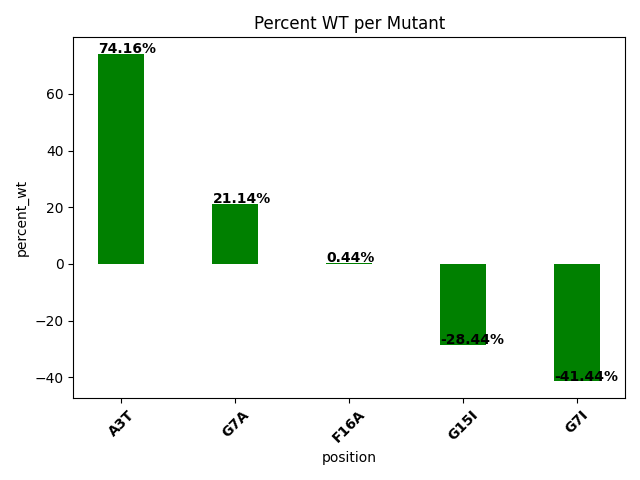 Percent WT per Mutant
74.16%
21.14%
0.44%
-28.44%
-41.44%
60
40
20
0
−20
−40
percent_wt
A3T
G7A
F16A
G15I
G7I
position